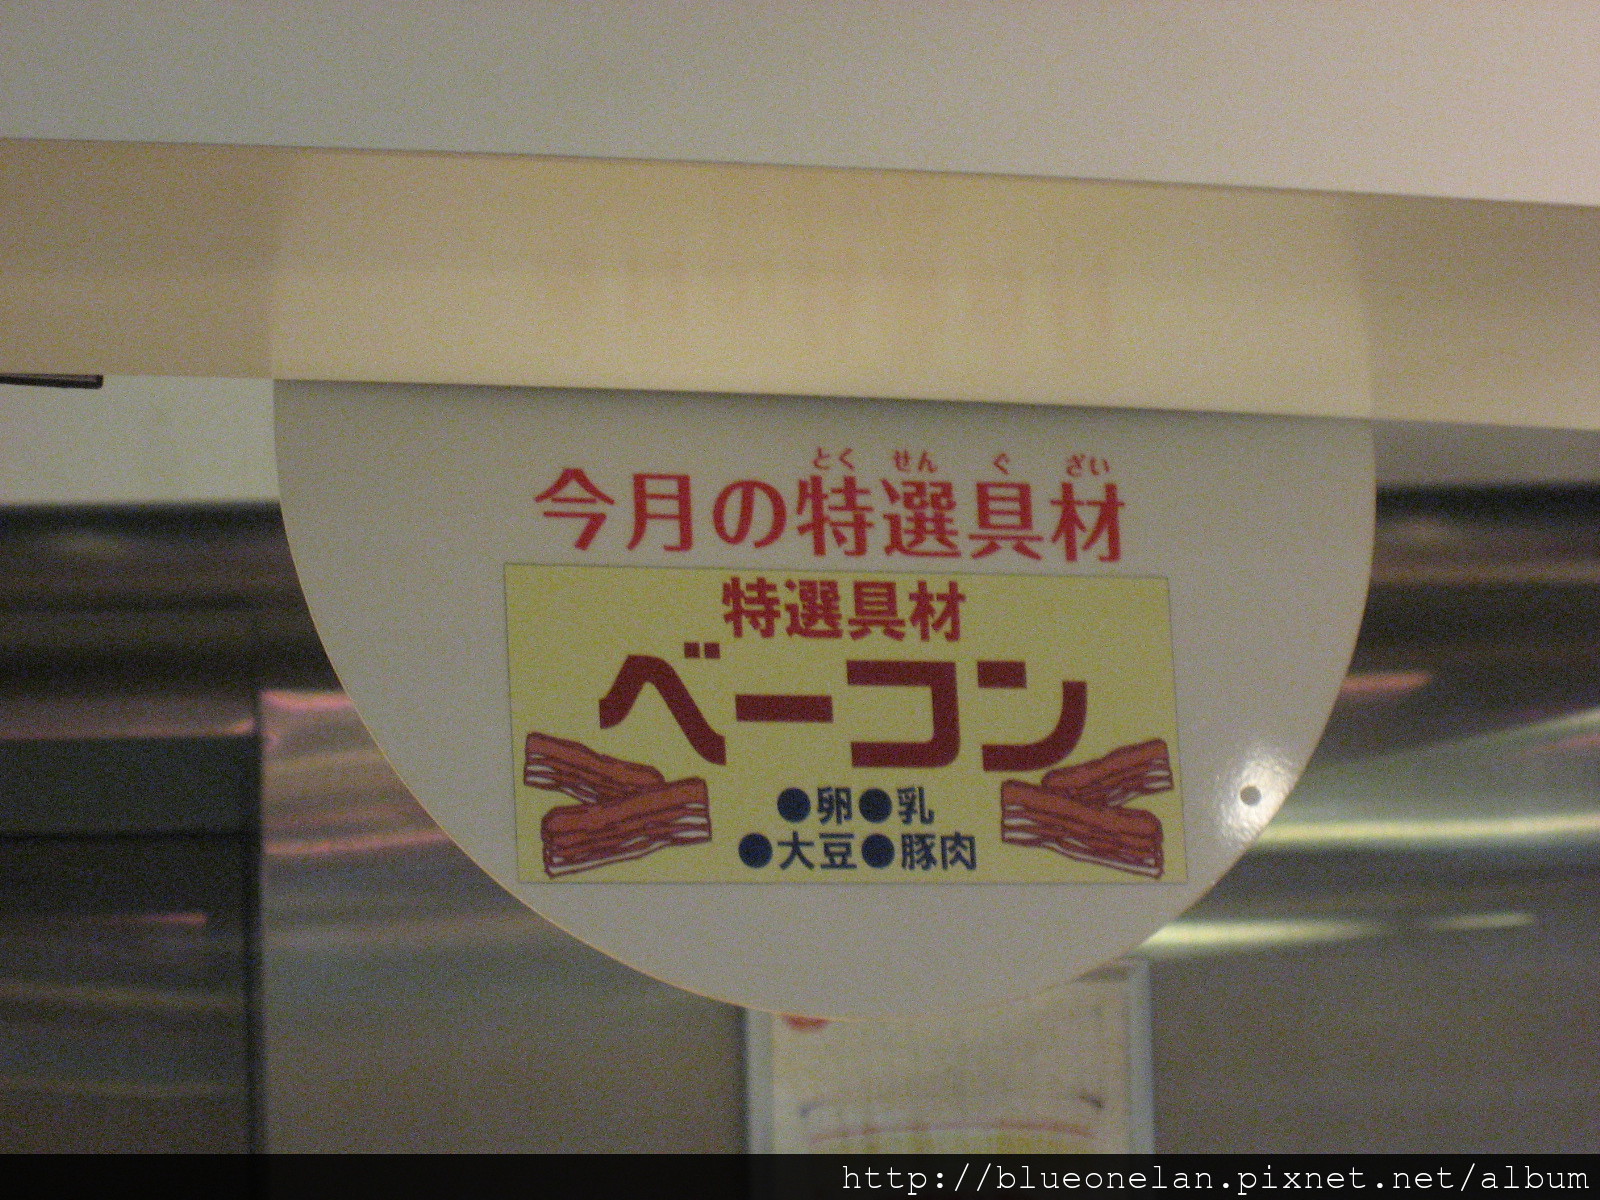 とく せん ぐ ざい
今月の特選具材
特選具材
ベーコン
●卵●乳
●大豆●豚肉
http://blueonelan.pixnet.net/album